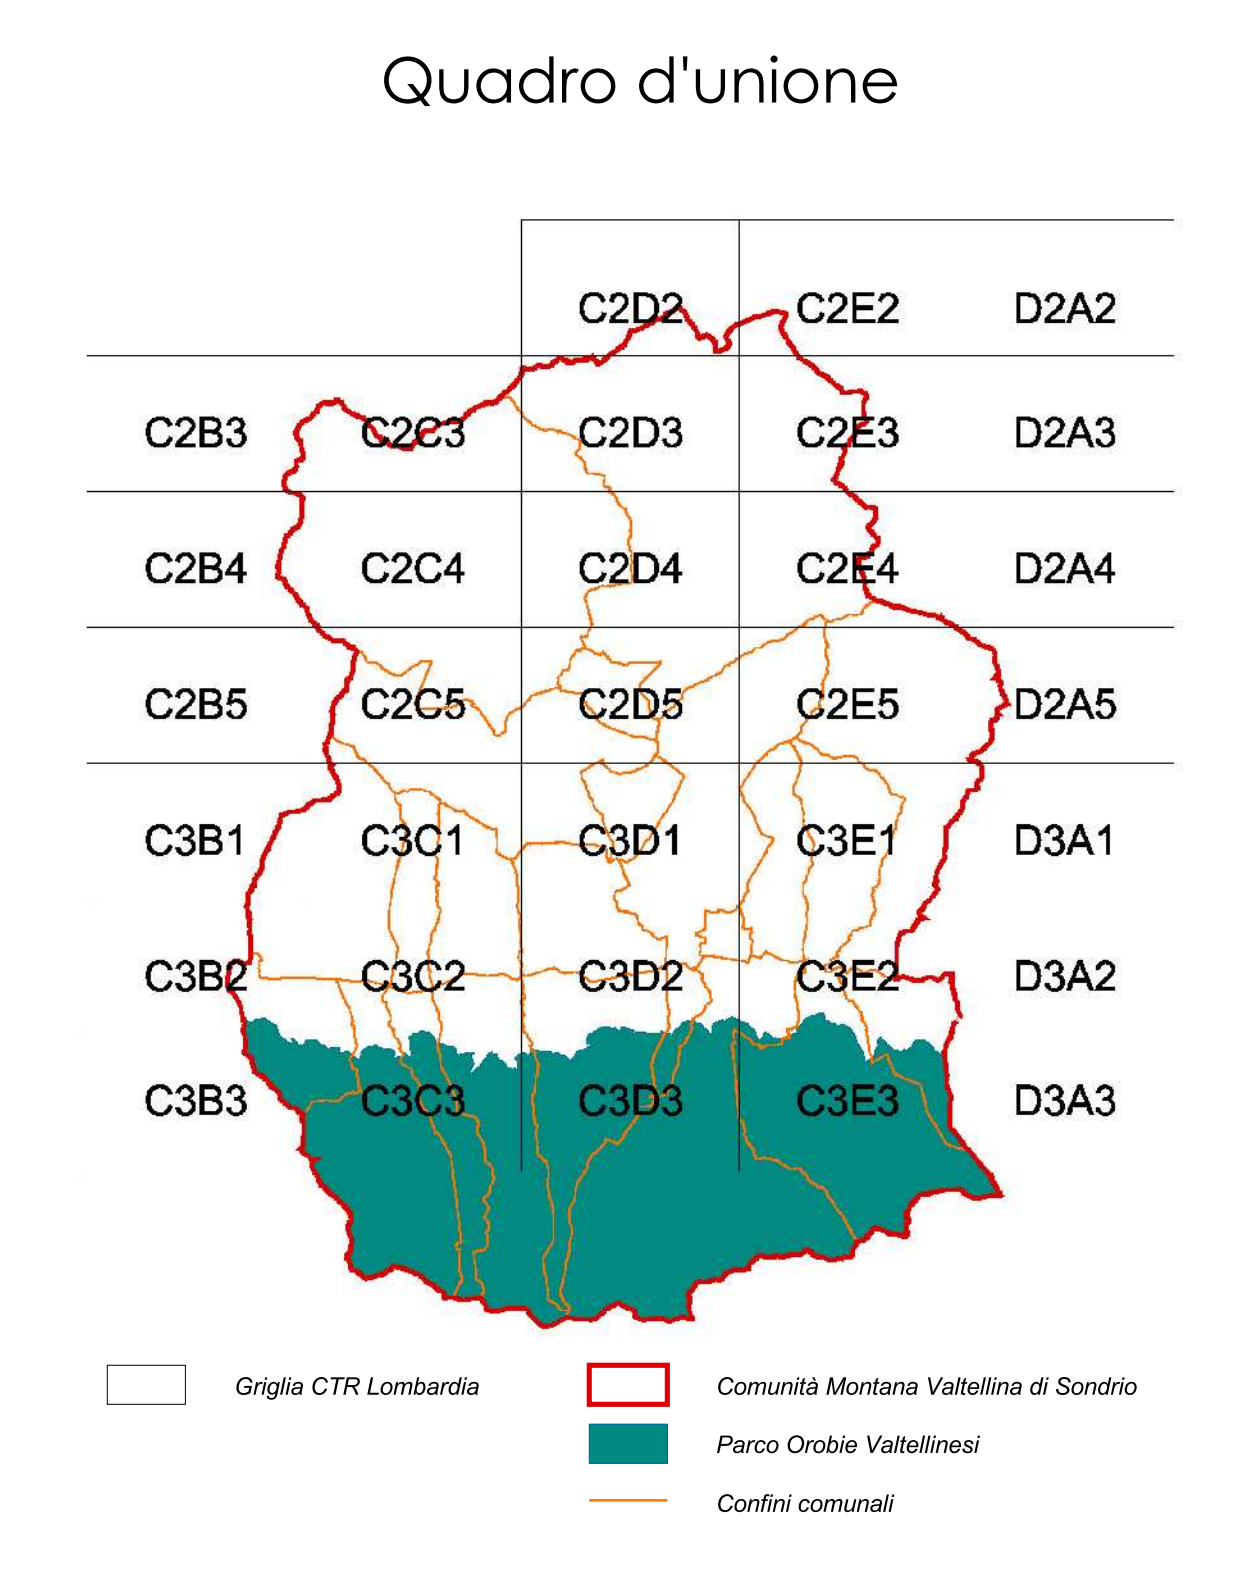 Quadro d'unione
C2D2 C2E2 D2A2
C2B3 C2C3 C2D3 C2E3 D2A3
C2B4 C2C4 C2D4 C2E4 D2A4
C2B5 C2C5 C2D5 C2E5 D2A5
C3B1 C3C1 C3D1 C3E1 D3A1
C3B2 C3C2 C3D2 C3E2 D3A2
C3B3 C3C3 C3D3 C3E3 D3A3
Griglia CTR Lombardia
Comunità Montana Valtellina di Sondrio
Parco Orobie Valtellinesi
Confini comunali